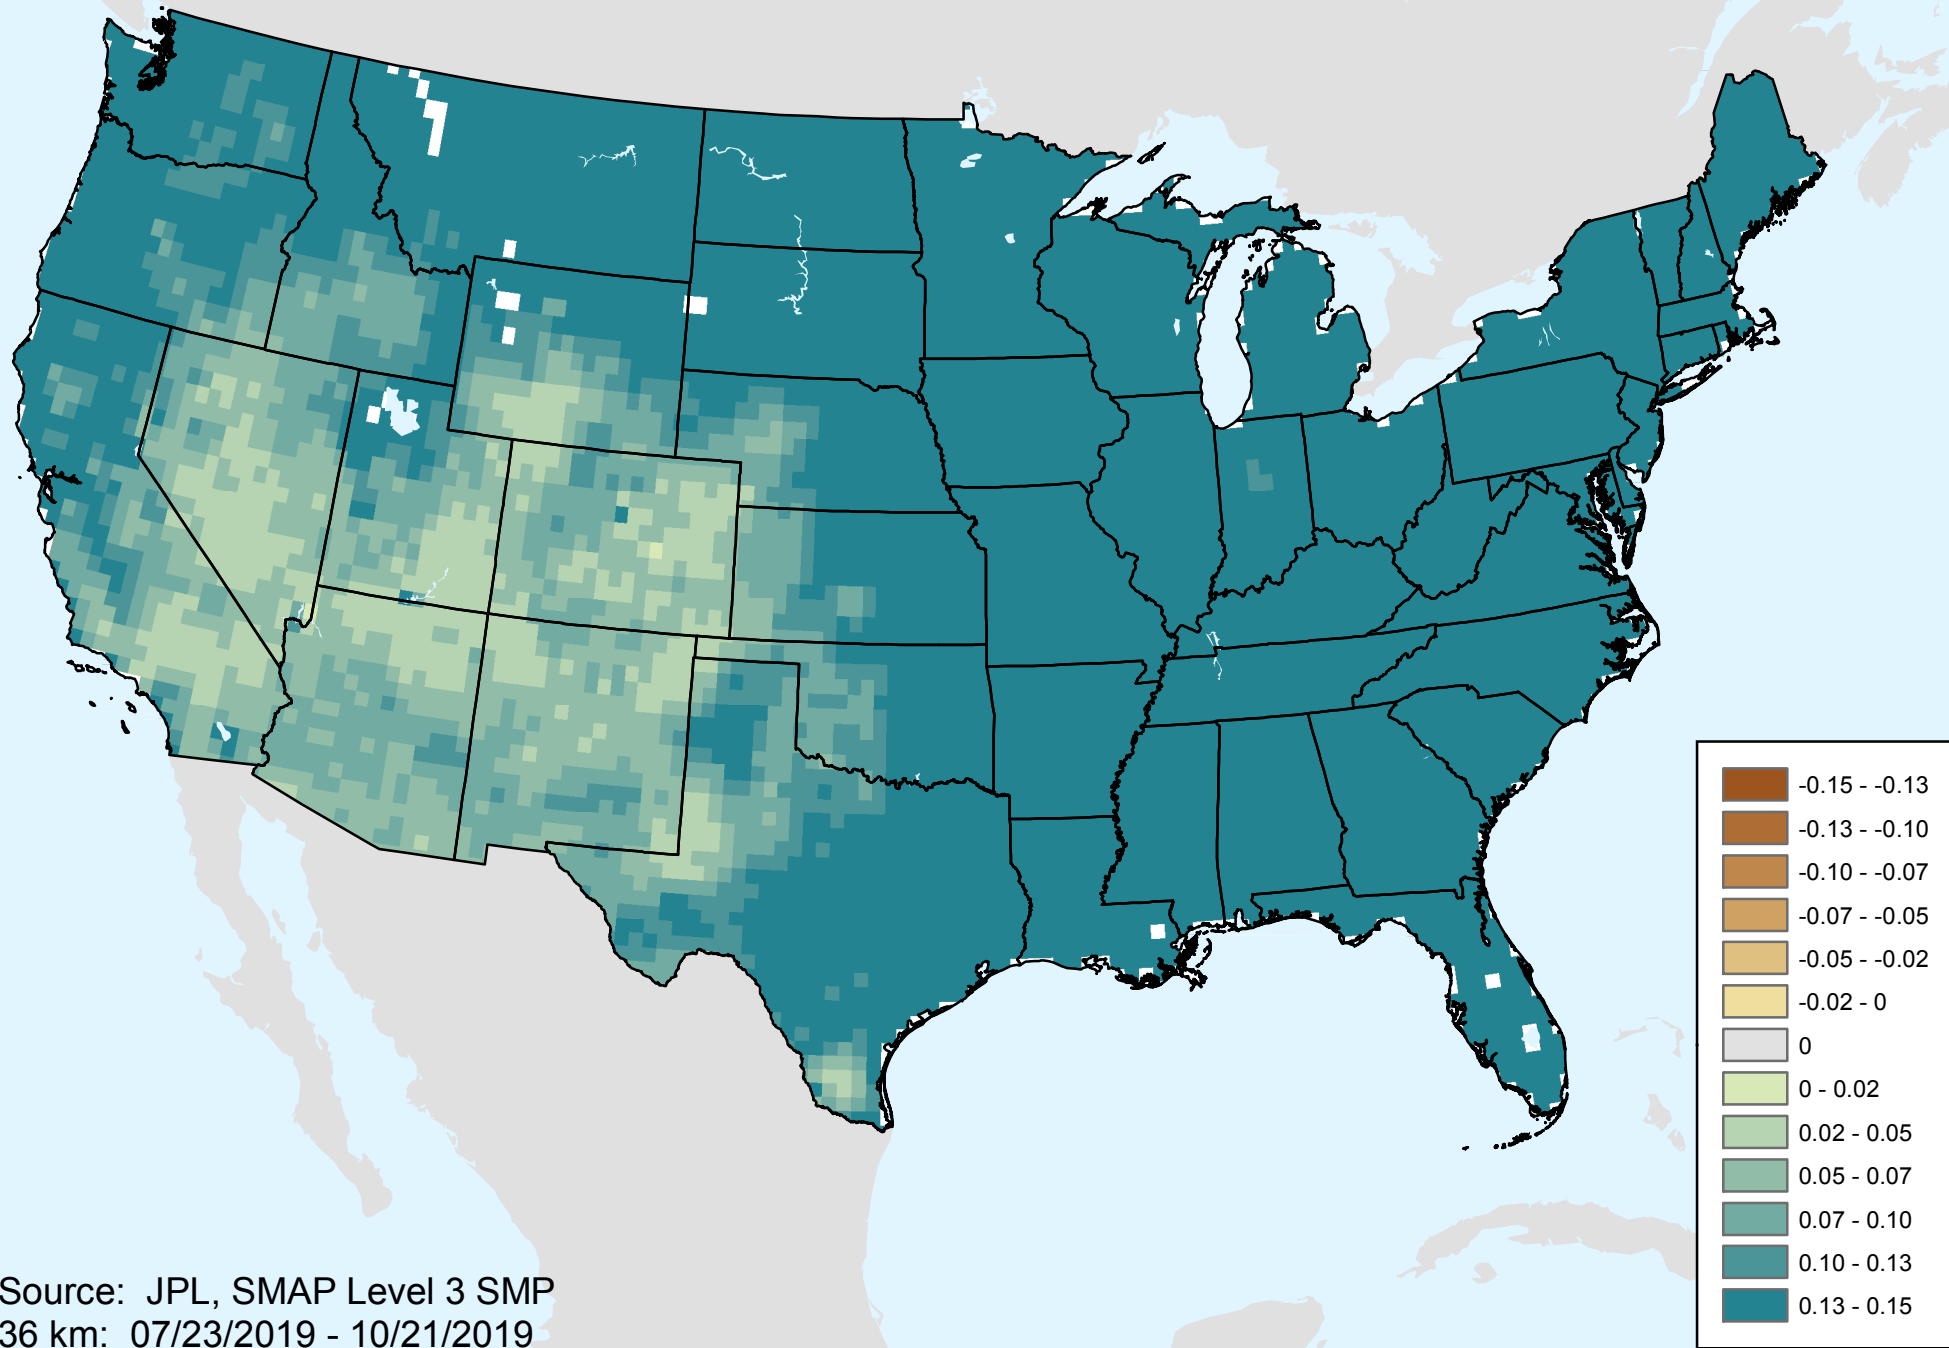 -0.15 - -0.13
-0.13 - -0.10
-0.10 - -0.07
-0.07 - -0.05
-0.05 - -0.02
-0.02 - 0
0
0 - 0.02
0.02 - 0.05
0.05 - 0.07
0.07 - 0.10
0.10 - 0.13
0.13 - 0.15
Source: JPL, SMAP Level 3 SMP
36 km: 07/23/2019 - 10/21/2019